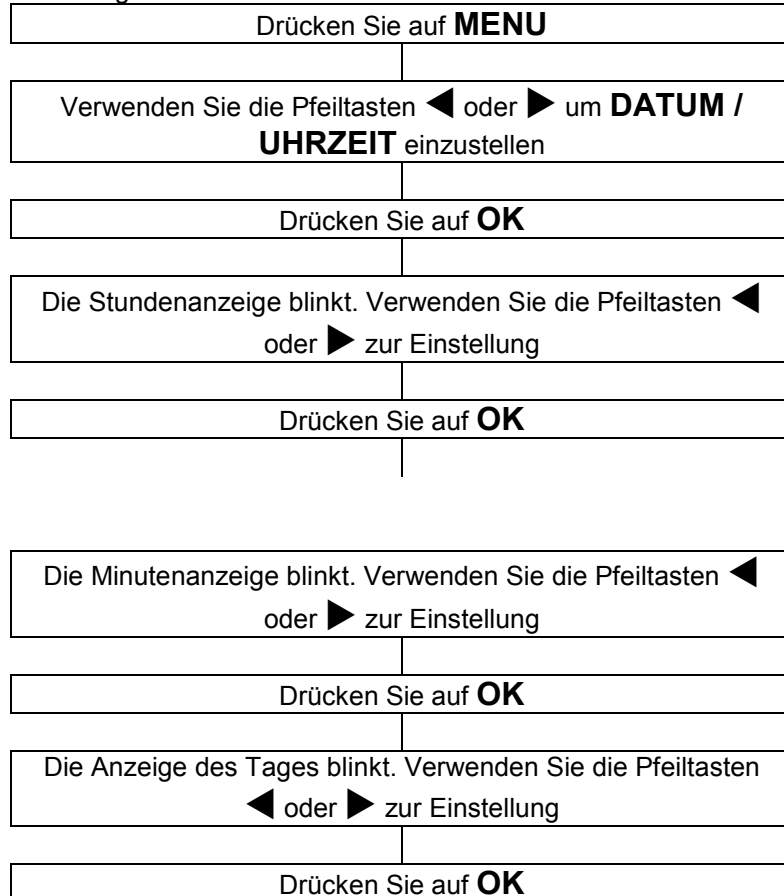 Drücken Sie auf MENU
Verwenden Sie die Pfeiltasten ◀ oder ▶ um DATUM /
UHRZEIT einzustellen
Drücken Sie auf OK
Die Stundenanzeige blinkt. Verwenden Sie die Pfeiltasten ◀
oder ▶ zur Einstellung
Drücken Sie auf OK
Die Minutenanzeige blinkt. Verwenden Sie die Pfeiltasten ◀
oder ▶ zur Einstellung
Drücken Sie auf OK
Die Anzeige des Tages blinkt. Verwenden Sie die Pfeiltasten
◀ oder ▶ zur Einstellung
Drücken Sie auf OK